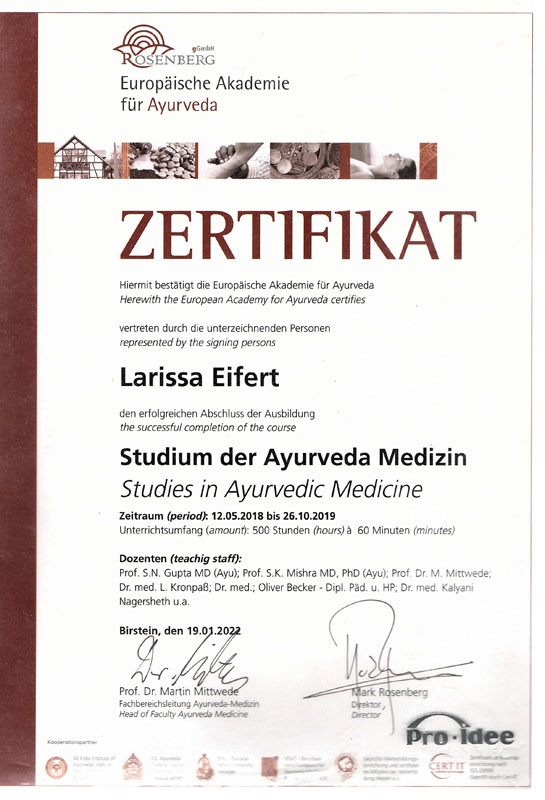 gGmbH
ROSENBERG
Europäische Akademie
für Ayurveda
ZERTIFIKAT
Hiermit bestätigt die Europäische Akademie für Ayurveda
Herewith the European Academy for Ayurveda certifies
vertreten durch die unterzeichnenden Personen
represented by the signing persons
Larissa Eifert
den erfolgreichen Abschluss der Ausbildung
the successful completion of the course
Studium der Ayurveda Medizin
Studies in Ayurvedic Medicine
Zeitraum (period): 12.05.2018 bis 26.10.2019
Unterrichtsumfang (amount): 500 Stunden (hours) à 60 Minuten (minutes)
Dozenten (teachig staff):
Prof. S.N. Gupta MD (Ayu); Prof. S.K. Mishra MD, PhD (Ayu); Prof. Dr. M. Mittwede;
Dr. med. L. Kronpaß; Dr. med.; Oliver Becker - Dipl. Päd. u. HP; Dr. med. Kalyani
Nagersheth u.a.
Birstein, den 19.01.2022
Prof. Dr. Martin Mittwede
Fachbereichsleitung Ayurveda-Medizin
Head of Faculty Ayurveda Medicine
Mark Rosenberg
Direktor
Director
Pro·idee
Kooperationspartner
CERT IT